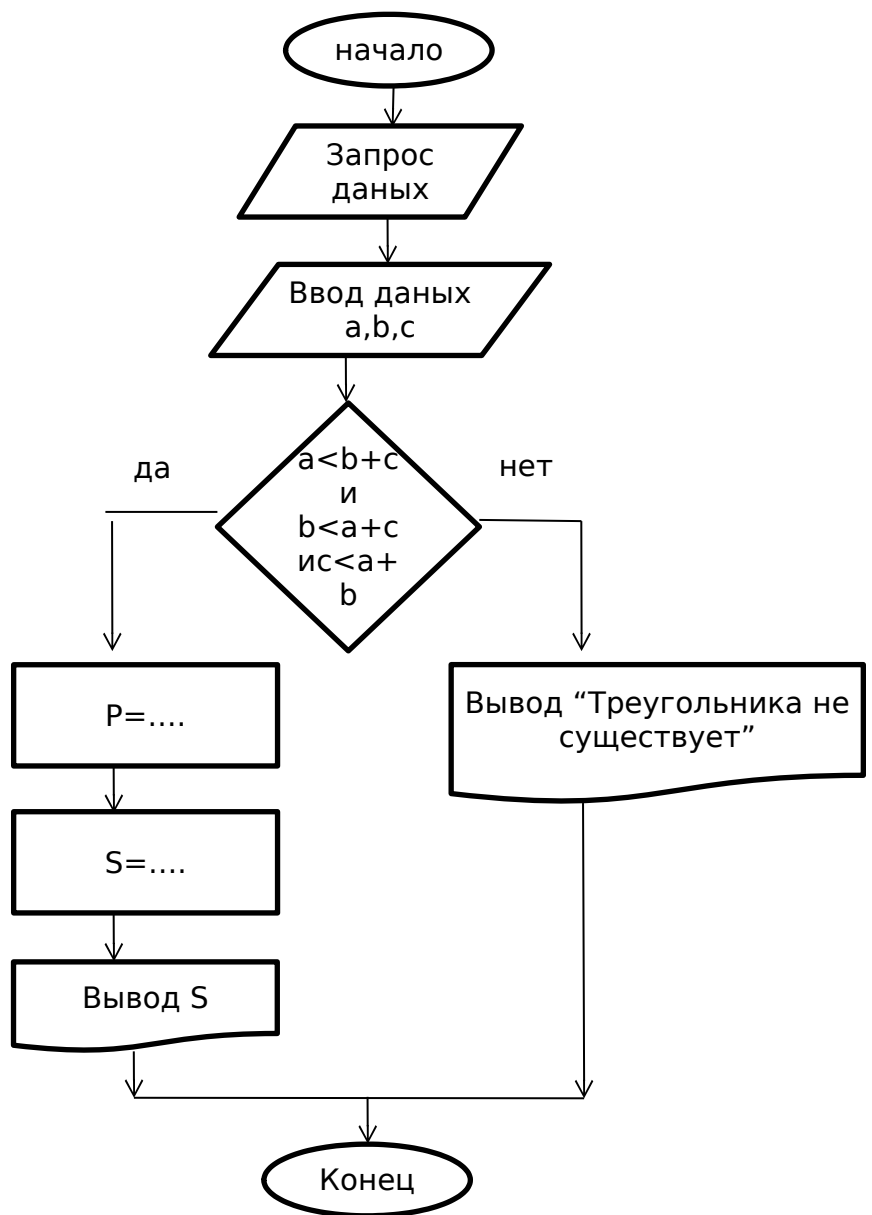 начало
Запрос
даных
Ввод даных
a,b,c
да
нет
a<b+c
и
b<a+c
ис<a+
b
P=....
Вывод “Треугольника не
существует”
S=....
Вывод S
Конец